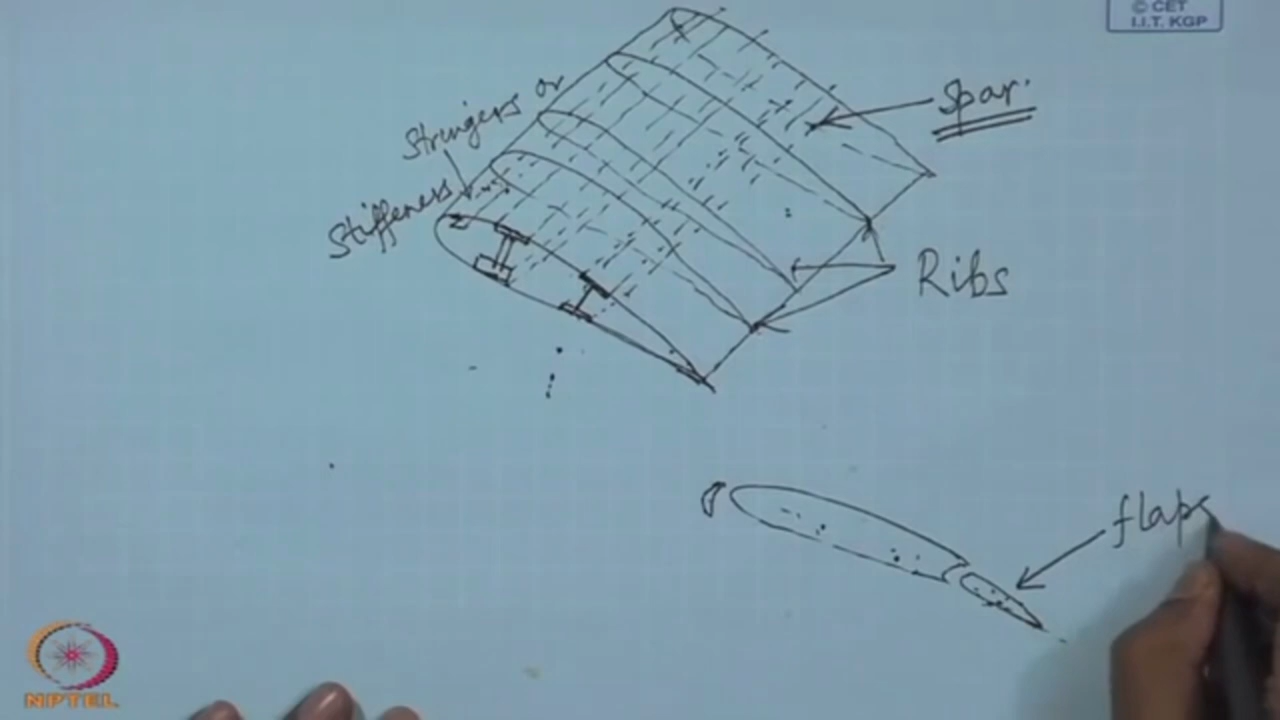 © CET
I.I.T. KGP
Stringers or
Stiffeners
Spar.
Ribs
flaps
NPTEL